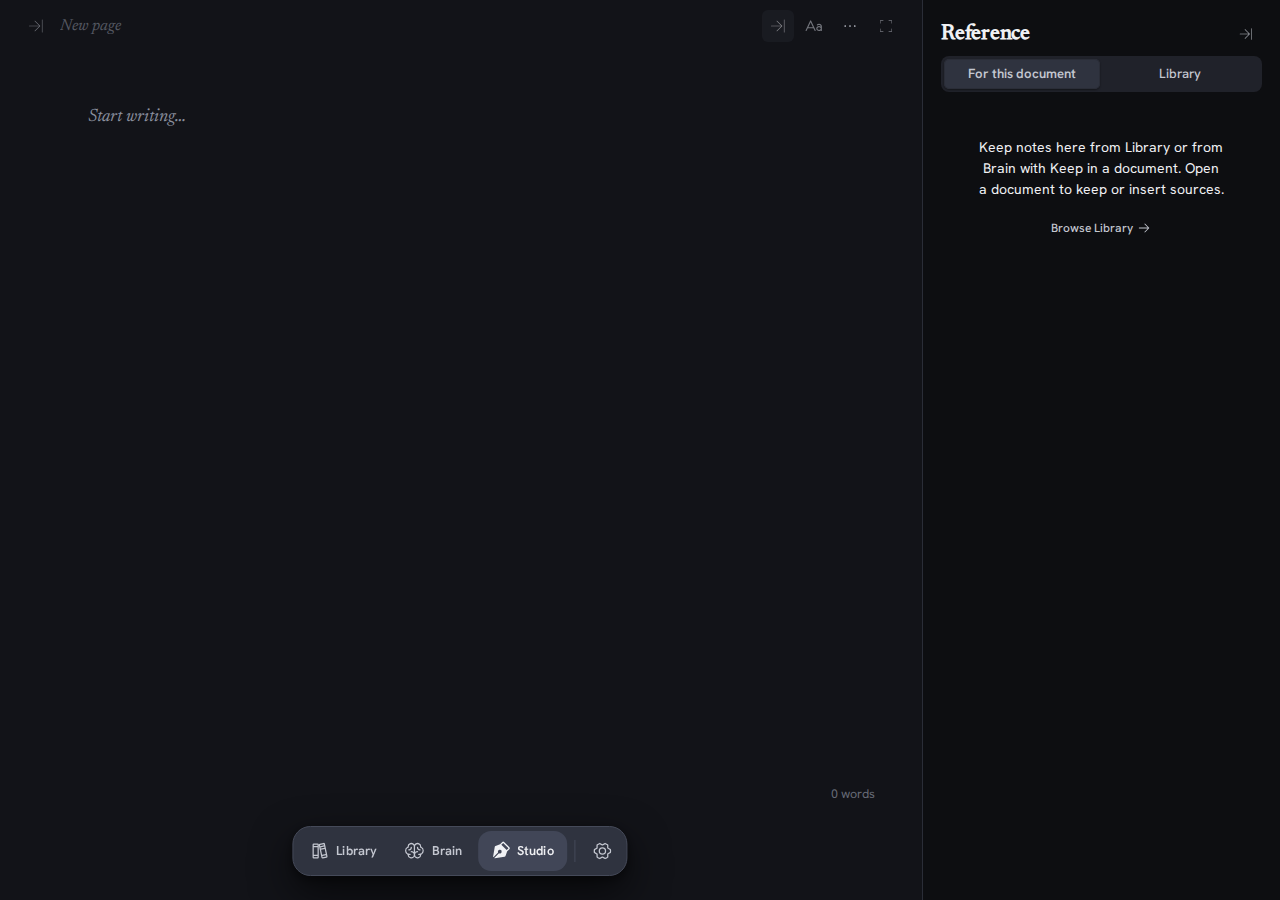 New page
Aa
Start writing...
0 words
Library
Brain
Studio
Reference
For this document
Library
Keep notes here from Library or from
Brain with Keep in a document. Open
a document to keep or insert sources.
Browse Library →